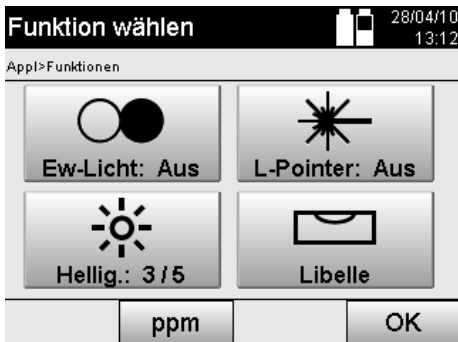 Funktion wählen
28/04/10
13:12
Appl>Funktionen
Ew-Licht: Aus
L-Pointer: Aus
Hellig.: 3/5
Libelle
ppm
OK